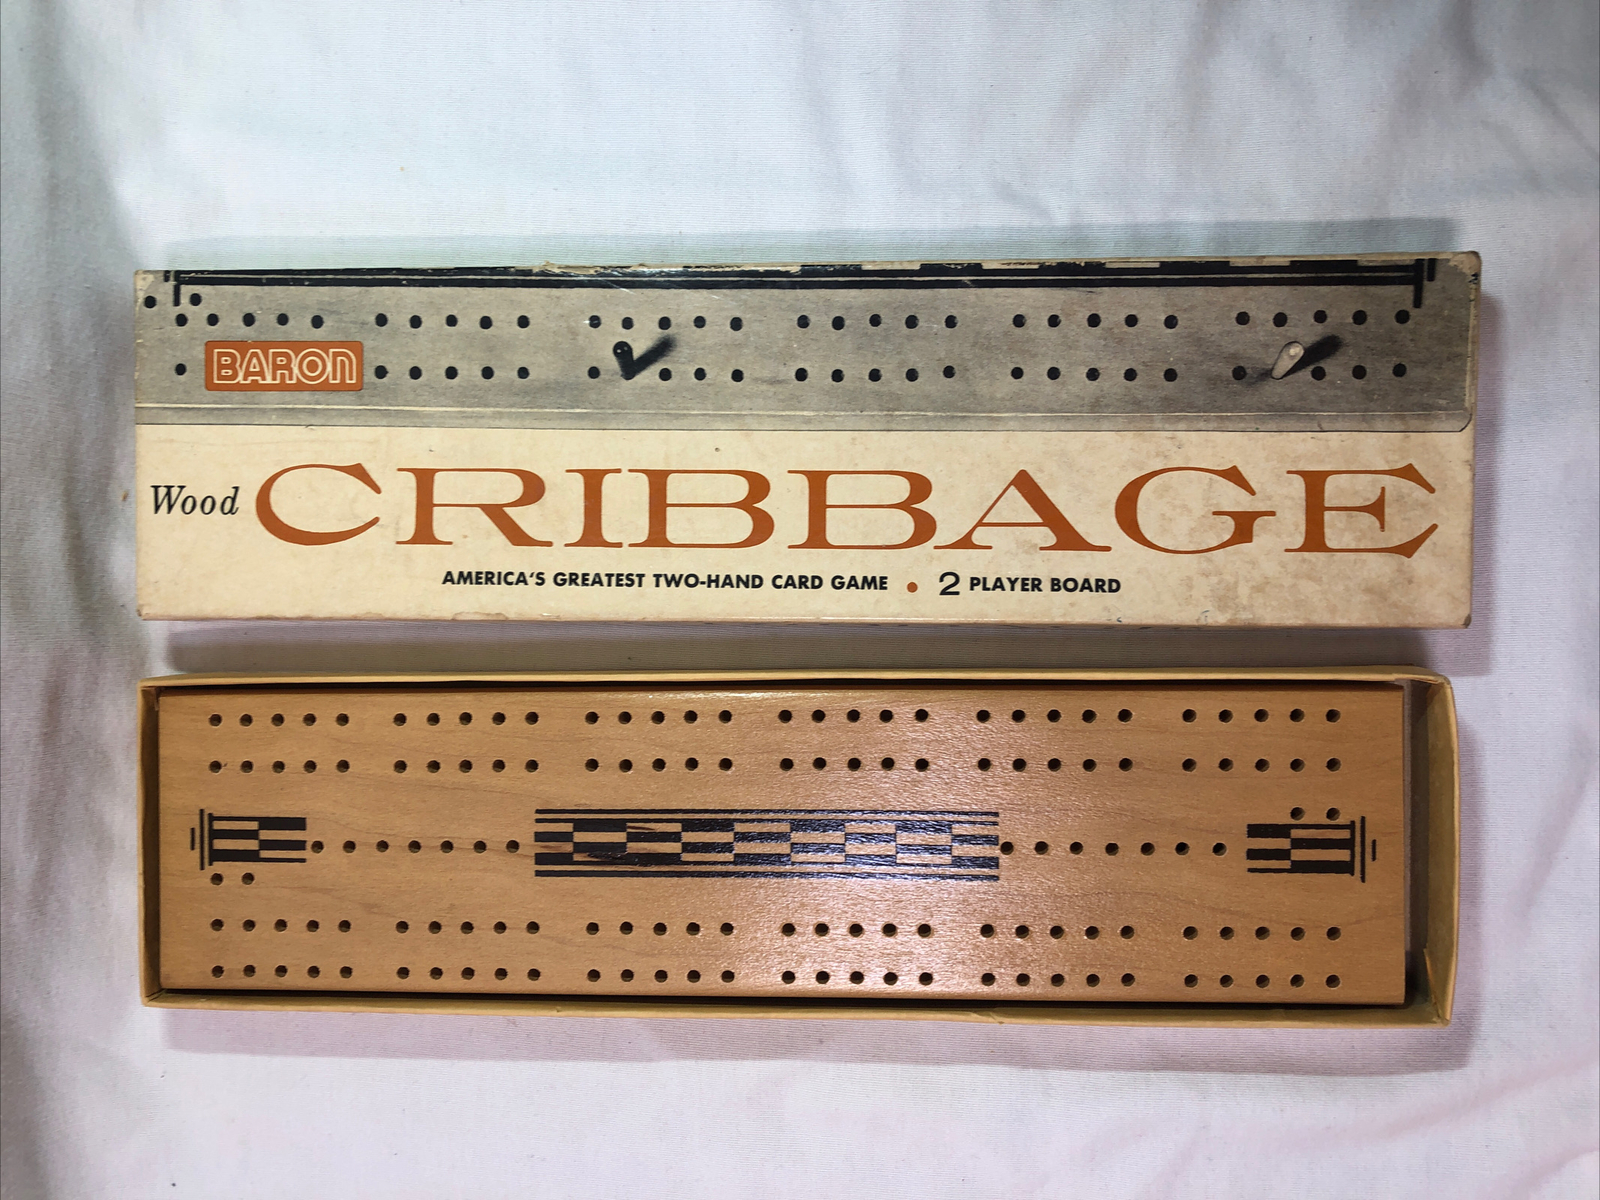 BARON
Wood CRIBBAGE
AMERICA'S GREATEST TWO-HAND CARD GAME • 2 PLAYER BOARD